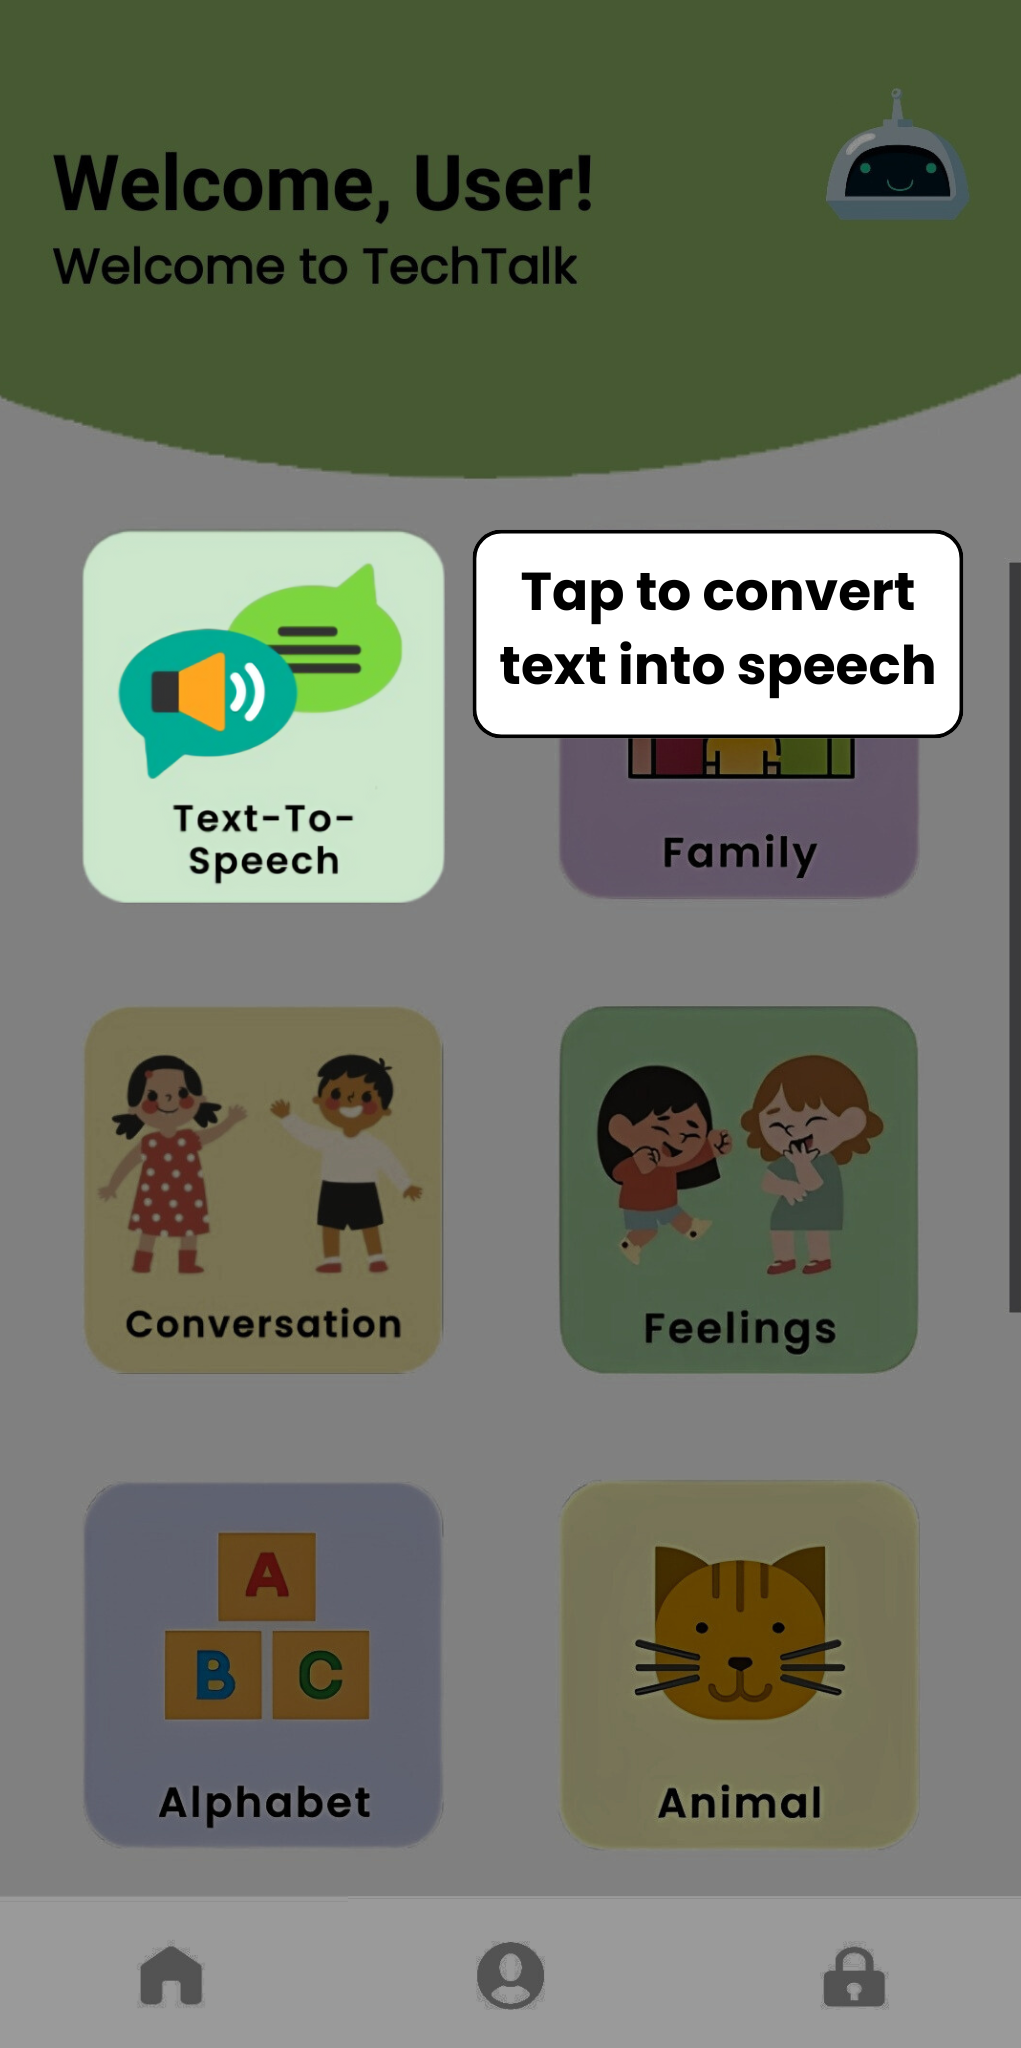 Welcome, User!
Welcome to TechTalk
Tap to convert
text into speech
Text-To-
Speech
Family
Conversation
Feelings
A
B C
Alphabet
Animal